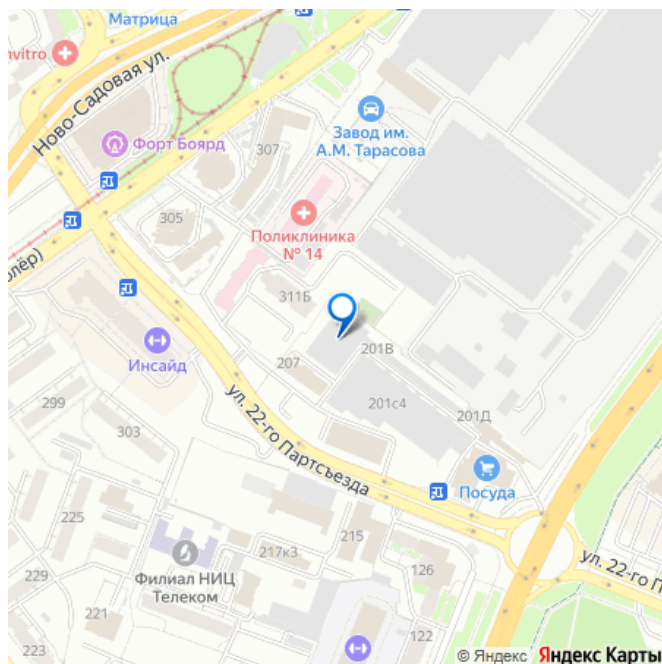 Матрица
nvitro
Ново-Садовая ул.
Форт Боярд
307
Завод им.
А.М. Тарасова
305
Поликлиника
№ 14
олёр)
311Б
Инсайд
207
201В
299
303
201с4
201Д
ул. 22-го Партсъезда
Посуда
225
215
217к3
229
Филиал НИЦ
Телеком
126
ул. 22-го П
221
122
223
© Яндекс Яндекс Карты